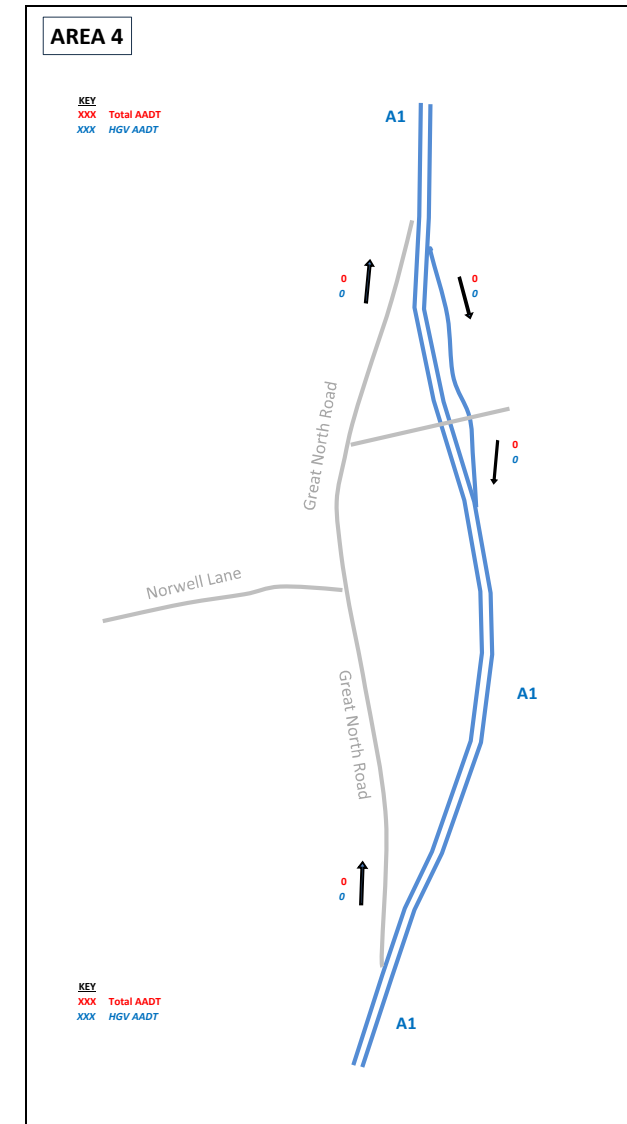 AREA 4
KEY
XXX Total AADT
XXX HGV AADT
A1
0
0
0
0
Great North Road
0
0
Norwell Lane
Great North Road
A1
0
0
KEY
XXX Total AADT
XXX HGV AADT
A1